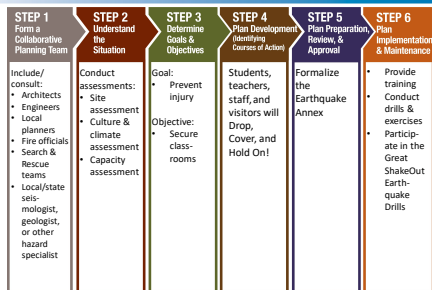 STEP 1
Form a
Collaborative
Planning Team
Include/
consult:
• Architects
• Engineers
• Local
planners
• Fire officials
• Search &
Rescue
teams
• Local/state
seis-
mologist,
geologist,
or other
hazard
specialist
STEP 2
Understand
the
Situation
Conduct
assessments:
• Site
assessment
• Culture &
climate
assessment
• Capacity
assessment
STEP 3
Determine
Goals &
Objectives
Goal:
• Prevent
injury
Objective:
• Secure
class-
rooms
STEP 4
Plan Development
(Identifying
Courses of Action)
Students,
teachers,
staff, and
visitors will
Drop,
Cover, and
Hold On!
STEP 5
Plan Preparation,
Review, &
Approval
Formalize
the
Earthquake
Annex
STEP 6
Plan
Implementation
& Maintenance
• Provide
training
• Conduct
drills &
exercises
• Particip-
ate in the
Great
ShakeOut
Earth-
quake
Drills